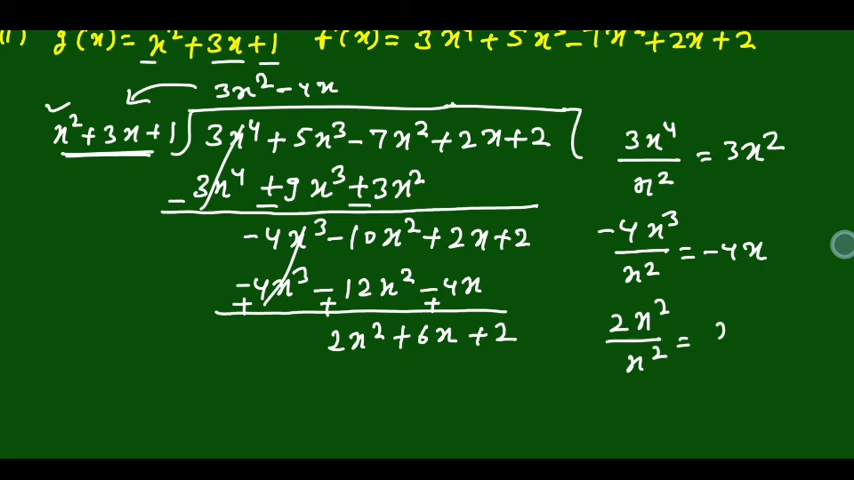 g(x) = x² + 3x + 1 f(x) = 3x⁴ + 5x³ - 7x² + 2x + 2
3x² - 4x
x² + 3x + 1 ) 3x⁴ + 5x³ - 7x² + 2x + 2 (
- 3x⁴ + 9x³ + 3x²
-4x³ - 10x² + 2x + 2
-4x³ - 12x² - 4x
+ + +
2x² + 6x + 2
3x⁴/x² = 3x²
-4x³/x² = -4x
2x²/x² =